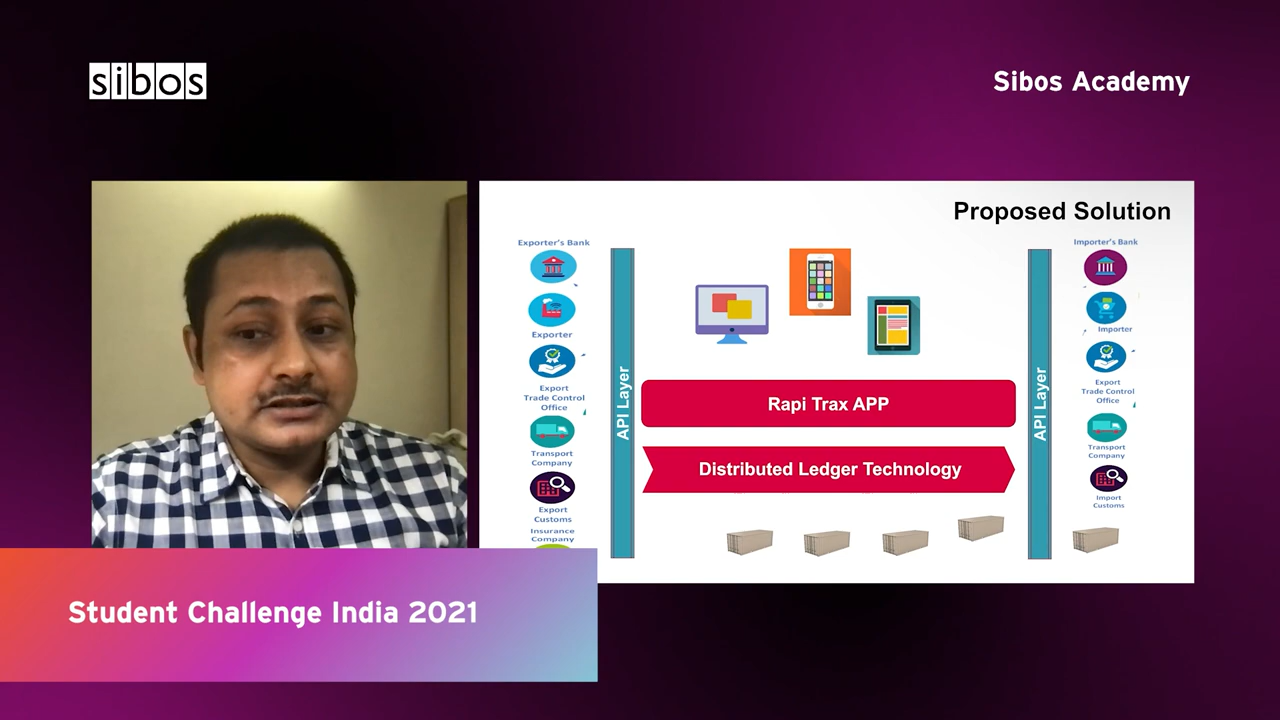 sibos
Sibos Academy
Proposed Solution
Exporter's Bank
Exporter
Export
Trade Control
Office
Transport
Company
Export
Customs
Insurance
Company
API Layer
Rapi Trax APP
Distributed Ledger Technology
API Layer
Importer's Bank
Importer
Export
Trade Control
Office
Transport
Company
Import
Customs
Student Challenge India 2021